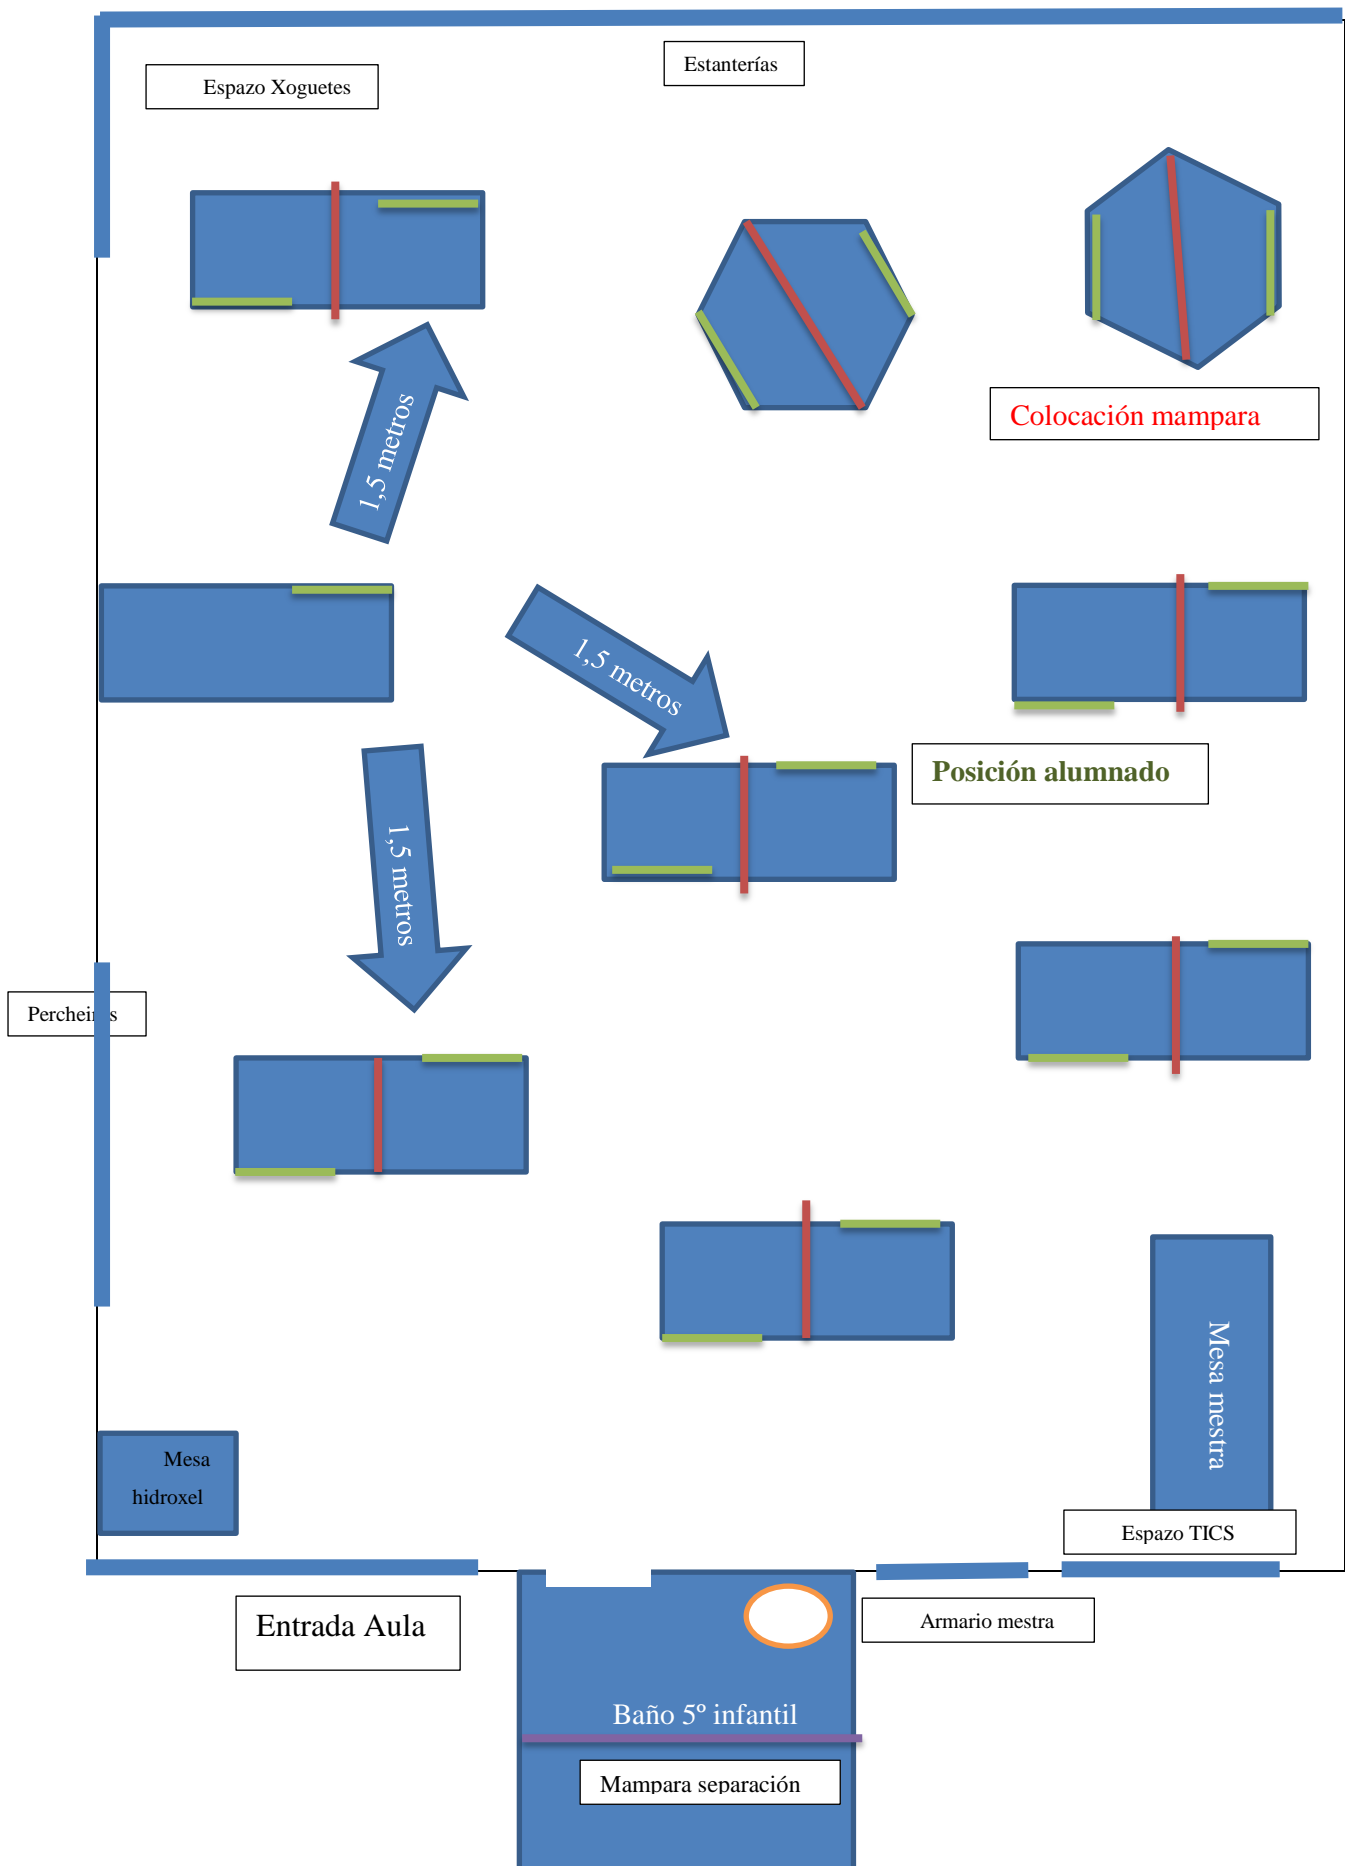 Estanterías
Espazo Xoguetes
Colocación mampara
1,5 metros
1,5 metros
Posición alumnado
1,5 metros
Mesa mestra
Mesa
hidroxel
Espazo TICS
Entrada Aula
Armario mestra
Baño 5º infantil
Mampara separación